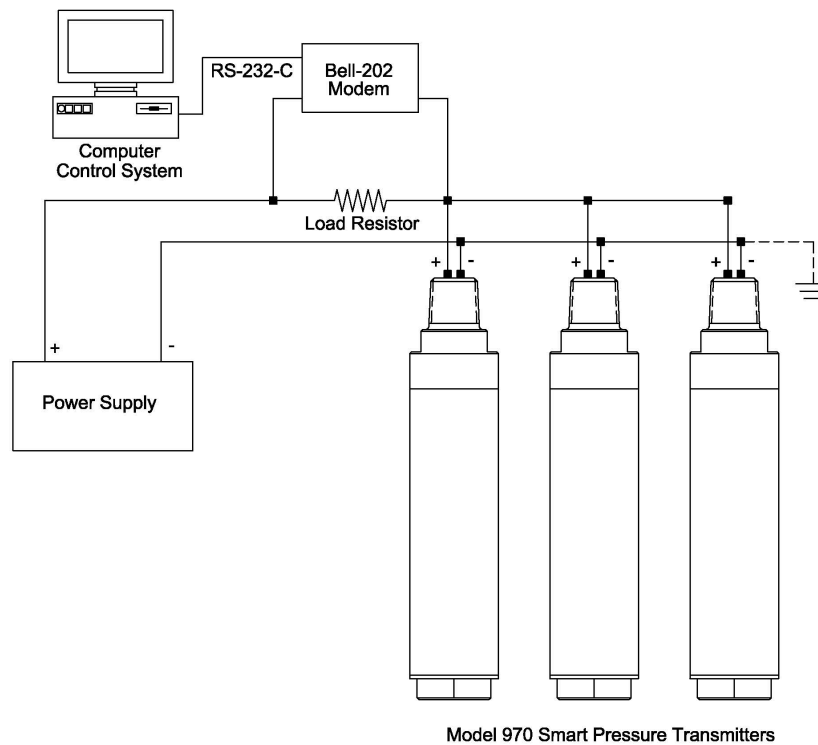 RS-232-C
Bell-202
Modem
Computer
Control System
Load Resistor
+ - + - + -
+ -
Power Supply
Model 970 Smart Pressure Transmitters